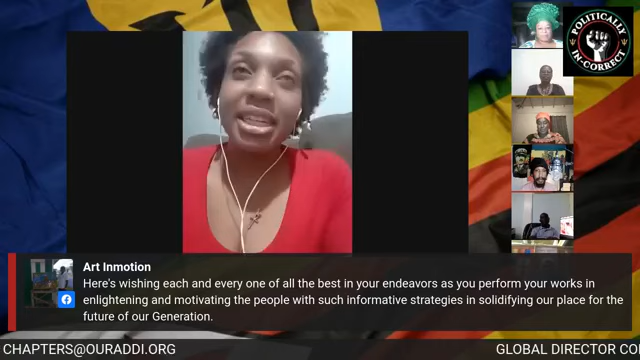 POLITICALLY
IN-CORRECT
Art Inmotion
Here's wishing each and every one of all the best in your endeavors as you perform your works in
enlightening and motivating the people with such informative strategies in solidifying our place for the
future of our Generation.
CHAPTERS@OURADDI.ORG
GLOBAL DIRECTOR CO